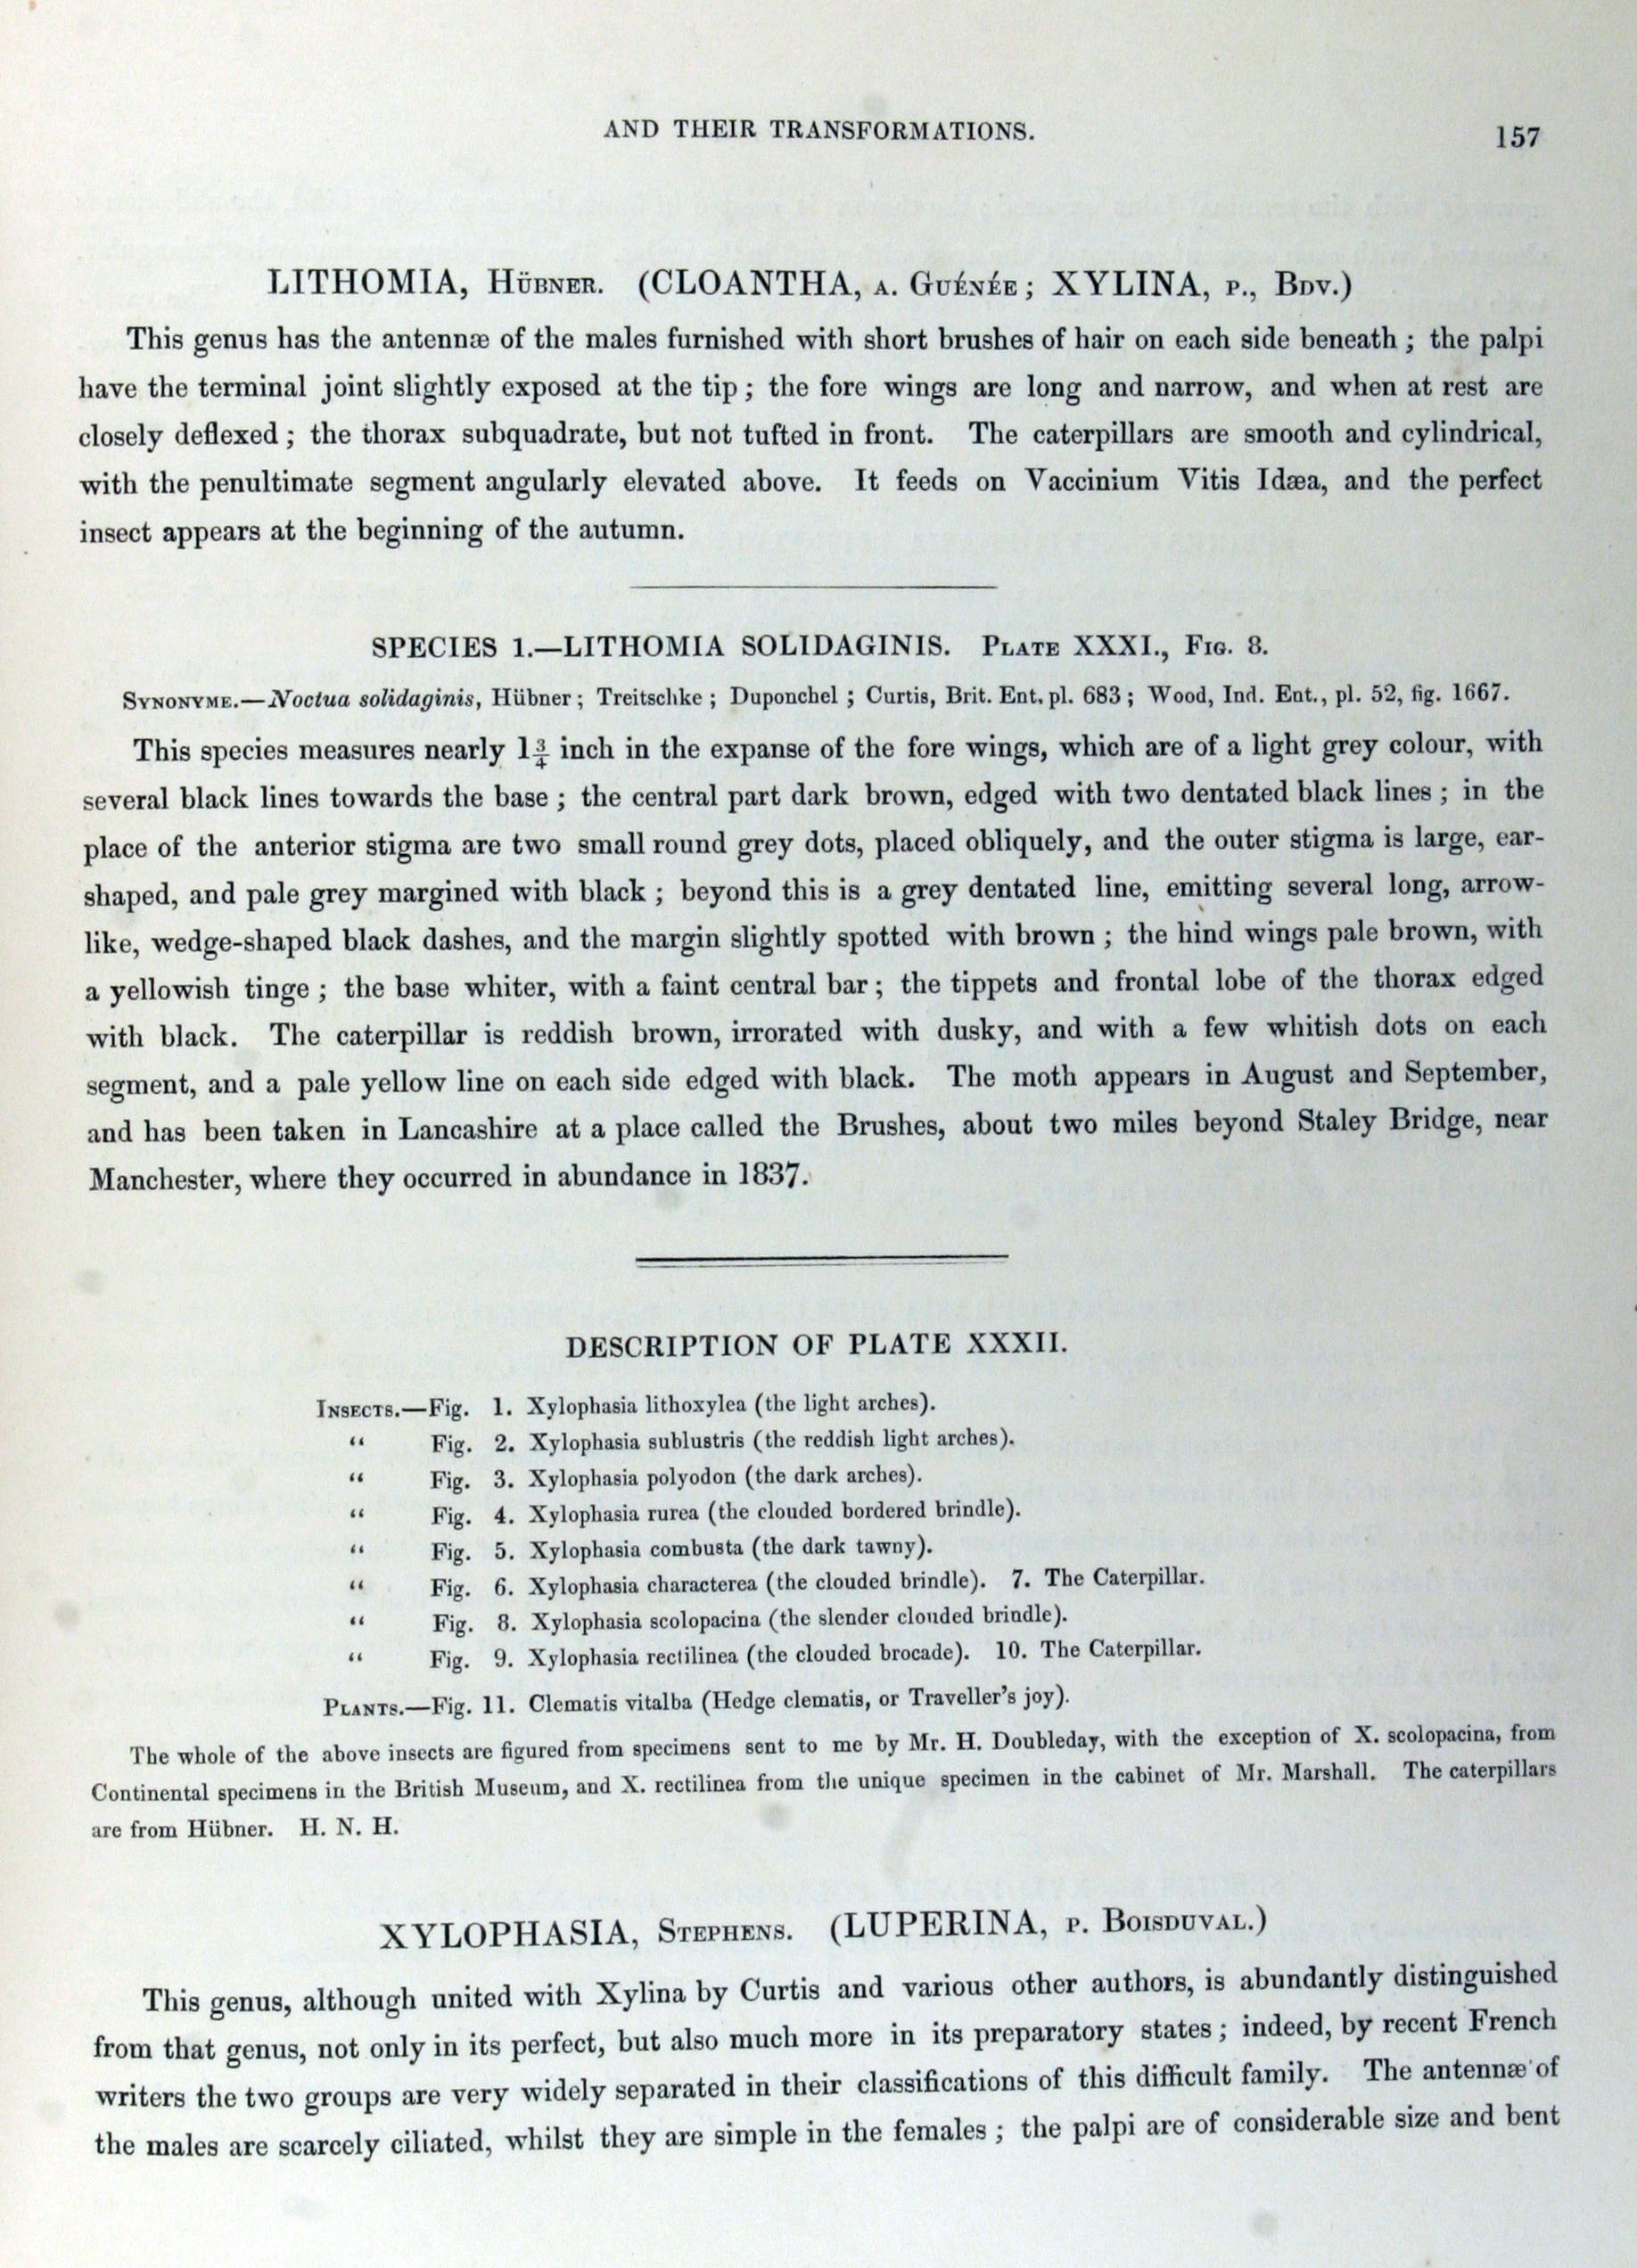 AND THEIR TRANSFORMATIONS.
157
LITHOMIA, Hübner. (CLOANTHA, A. Guénée; XYLINA, p., Bdv.)
This genus has the antennæ of the males furnished with short brushes of hair on each side beneath; the palpi
have the terminal joint slightly exposed at the tip; the fore wings are long and narrow, and when at rest are
closely deflexed; the thorax subquadrate, but not tufted in front. The caterpillars are smooth and cylindrical,
with the penultimate segment angularly elevated above. It feeds on Vaccinium Vitis Idæa, and the perfect
insect appears at the beginning of the autumn.
SPECIES 1.—LITHOMIA SOLIDAGINIS. Plate XXXI., Fig. 8.
Synonyme.—Noctua solidaginis, Hübner; Treitschke; Duponchel; Curtis, Brit. Ent. pl. 683; Wood, Ind. Ent., pl. 52, fig. 1667.
This species measures nearly 1¾ inch in the expanse of the fore wings, which are of a light grey colour, with
several black lines towards the base; the central part dark brown, edged with two dentated black lines; in the
place of the anterior stigma are two small round grey dots, placed obliquely, and the outer stigma is large, ear-
shaped, and pale grey margined with black; beyond this is a grey dentated line, emitting several long, arrow-
like, wedge-shaped black dashes, and the margin slightly spotted with brown; the hind wings pale brown, with
a yellowish tinge; the base whiter, with a faint central bar; the tippets and frontal lobe of the thorax edged
with black. The caterpillar is reddish brown, irrorated with dusky, and with a few whitish dots on each
segment, and a pale yellow line on each side edged with black. The moth appears in August and September,
and has been taken in Lancashire at a place called the Brushes, about two miles beyond Staley Bridge, near
Manchester, where they occurred in abundance in 1837.
DESCRIPTION OF PLATE XXXII.
Insects.—Fig. 1. Xylophasia lithoxylea (the light arches).
“ Fig. 2. Xylophasia sublustris (the reddish light arches).
“ Fig. 3. Xylophasia polyodon (the dark arches).
“ Fig. 4. Xylophasia rurea (the clouded bordered brindle).
“ Fig. 5. Xylophasia combusta (the dark tawny).
“ Fig. 6. Xylophasia characterea (the clouded brindle). 7. The Caterpillar.
“ Fig. 8. Xylophasia scolopacina (the slender clouded brindle).
“ Fig. 9. Xylophasia rectilinea (the clouded brocade). 10. The Caterpillar.
Plants.—Fig. 11. Clematis vitalba (Hedge clematis, or Traveller's joy).
The whole of the above insects are figured from specimens sent to me by Mr. H. Doubleday, with the exception of X. scolopacina, from
Continental specimens in the British Museum, and X. rectilinea from the unique specimen in the cabinet of Mr. Marshall. The caterpillars
are from Hübner. H. N. H.
XYLOPHASIA, Stephens. (LUPERINA, p. Boisduval.)
This genus, although united with Xylina by Curtis and various other authors, is abundantly distinguished
from that genus, not only in its perfect, but also much more in its preparatory states; indeed, by recent French
writers the two groups are very widely separated in their classifications of this difficult family. The antennæ of
the males are scarcely ciliated, whilst they are simple in the females; the palpi are of considerable size and bent